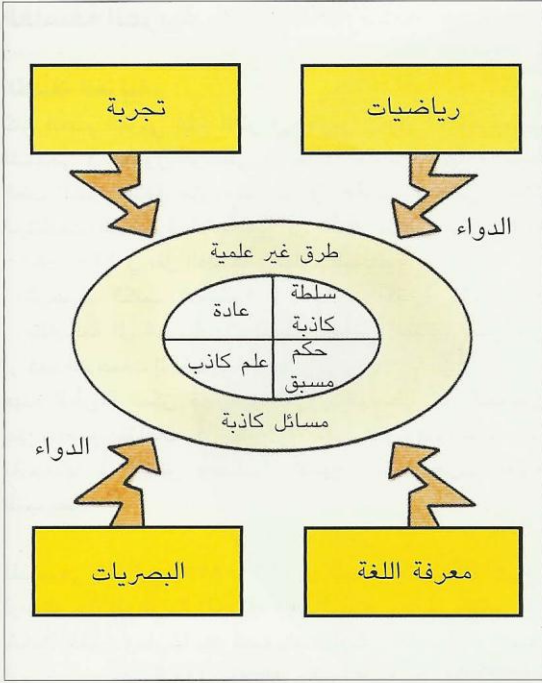 رياضيات
تجربة
الدواء
طرق غير علمية
سلطة
كاذبة
عادة
حكم
مسبق
علم كاذب
مسائل كاذبة
الدواء
معرفة اللغة
البصريات